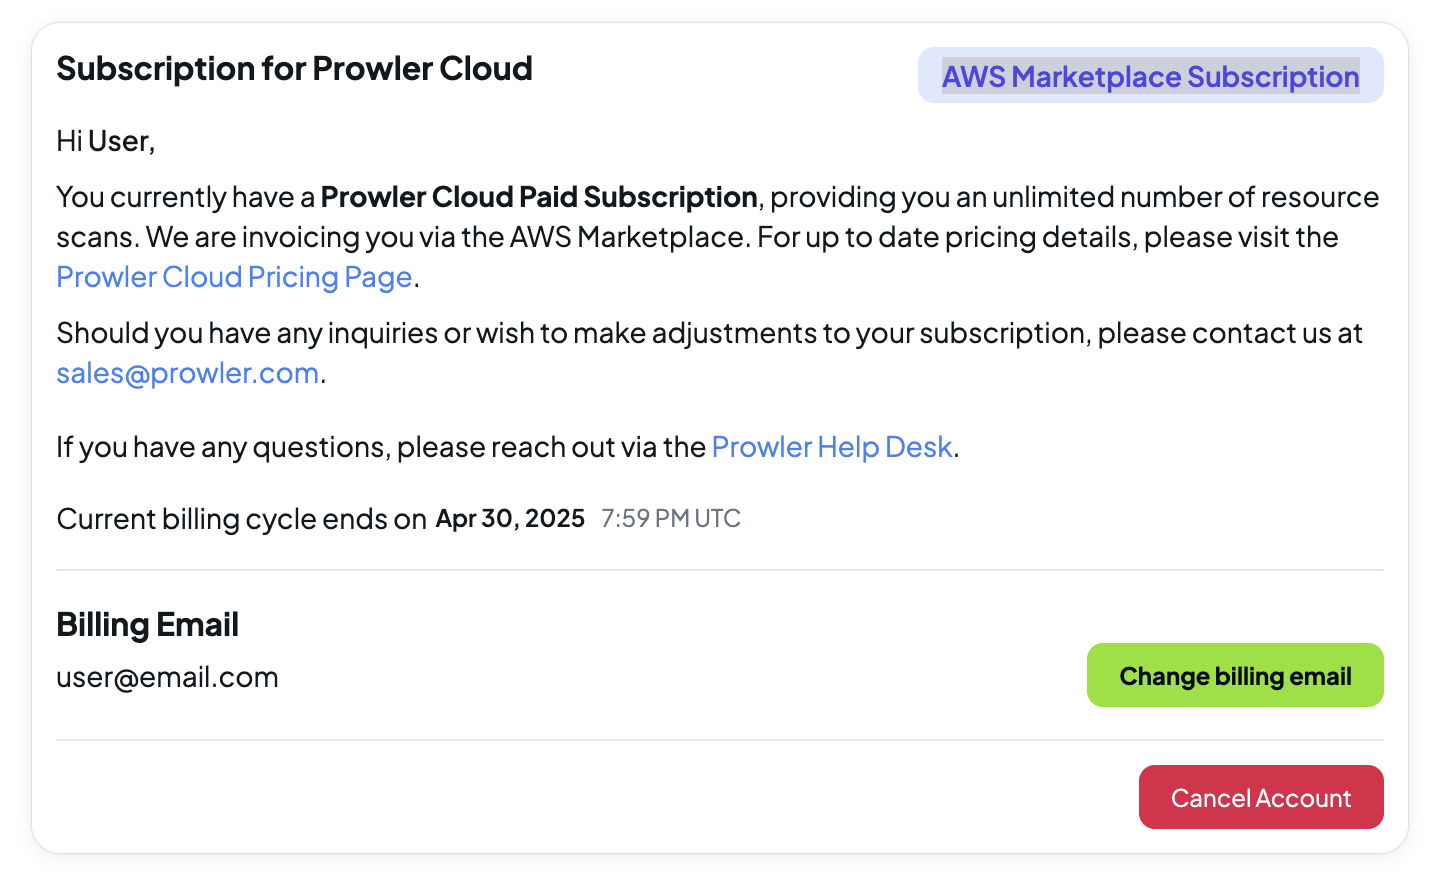 Subscription for Prowler Cloud
AWS Marketplace Subscription
Hi User,
You currently have a Prowler Cloud Paid Subscription, providing you an unlimited number of resource
scans. We are invoicing you via the AWS Marketplace. For up to date pricing details, please visit the
Prowler Cloud Pricing Page.
Should you have any inquiries or wish to make adjustments to your subscription, please contact us at
sales@prowler.com.
If you have any questions, please reach out via the Prowler Help Desk.
Current billing cycle ends on Apr 30, 2025 7:59 PM UTC
Billing Email
user@email.com
Change billing email
Cancel Account